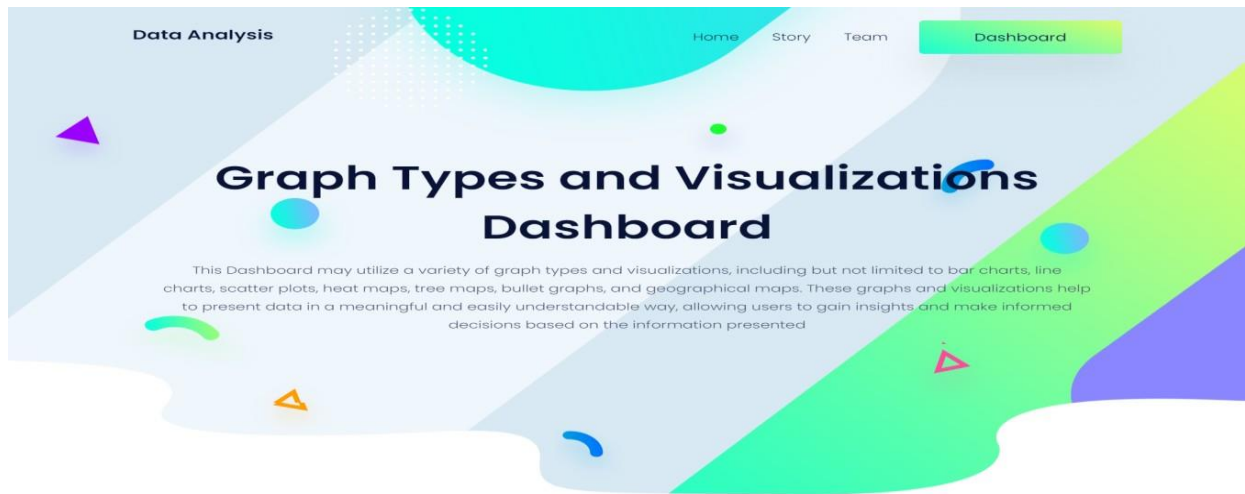 Data Analysis
Home Story Team Dashboard
Graph Types and Visualizations
Dashboard
This Dashboard may utilize a variety of graph types and visualizations, including but not limited to bar charts, line
charts, scatter plots, heat maps, tree maps, bullet graphs, and geographical maps. These graphs and visualizations help
to present data in a meaningful and easily understandable way, allowing users to gain insights and make informed
decisions based on the information presented